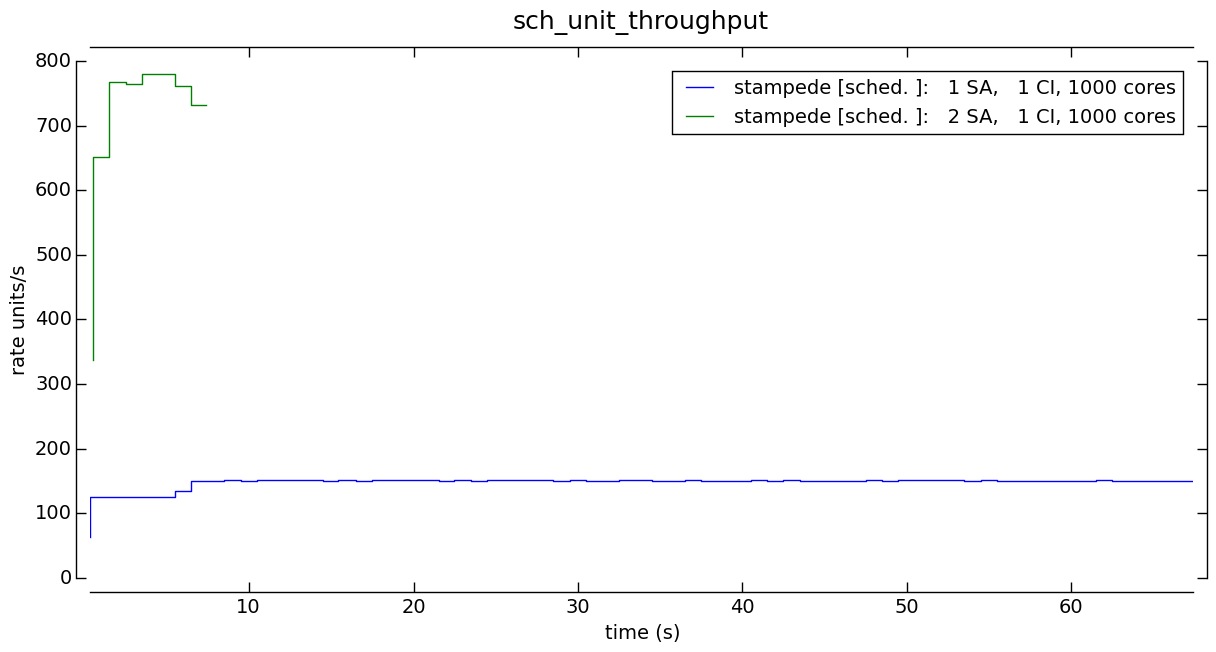 sch_unit_throughput
stampede [sched. ]:   1 SA,   1 CI, 1000 cores
stampede [sched. ]:   2 SA,   1 CI, 1000 cores
rate units/s
800
700
600
500
400
300
200
100
0
10 20 30 40 50 60
time (s)